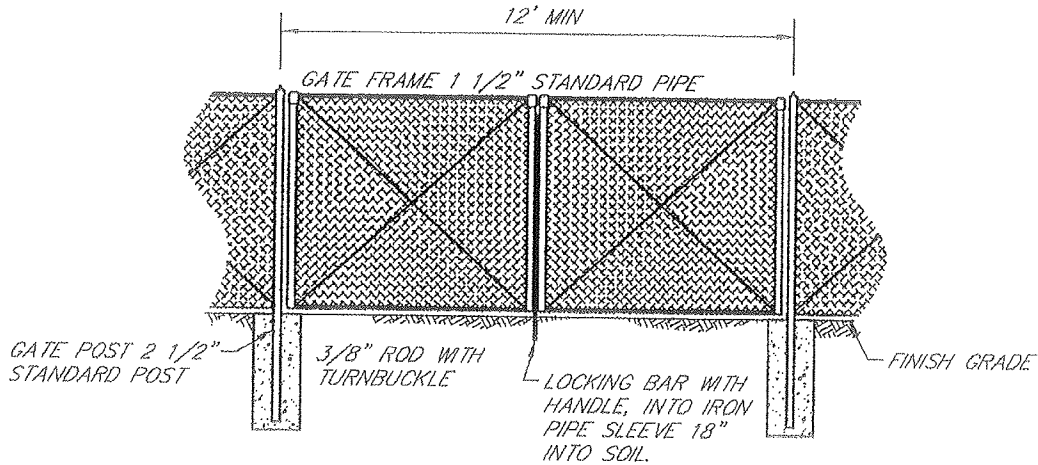 12' MIN
GATE FRAME 1 1/2" STANDARD PIPE
GATE POST 2 1/2"
STANDARD POST
3/8" ROD WITH
TURNBUCKLE
LOCKING BAR WITH
HANDLE, INTO IRON
PIPE SLEEVE 18"
INTO SOIL.
FINISH GRADE